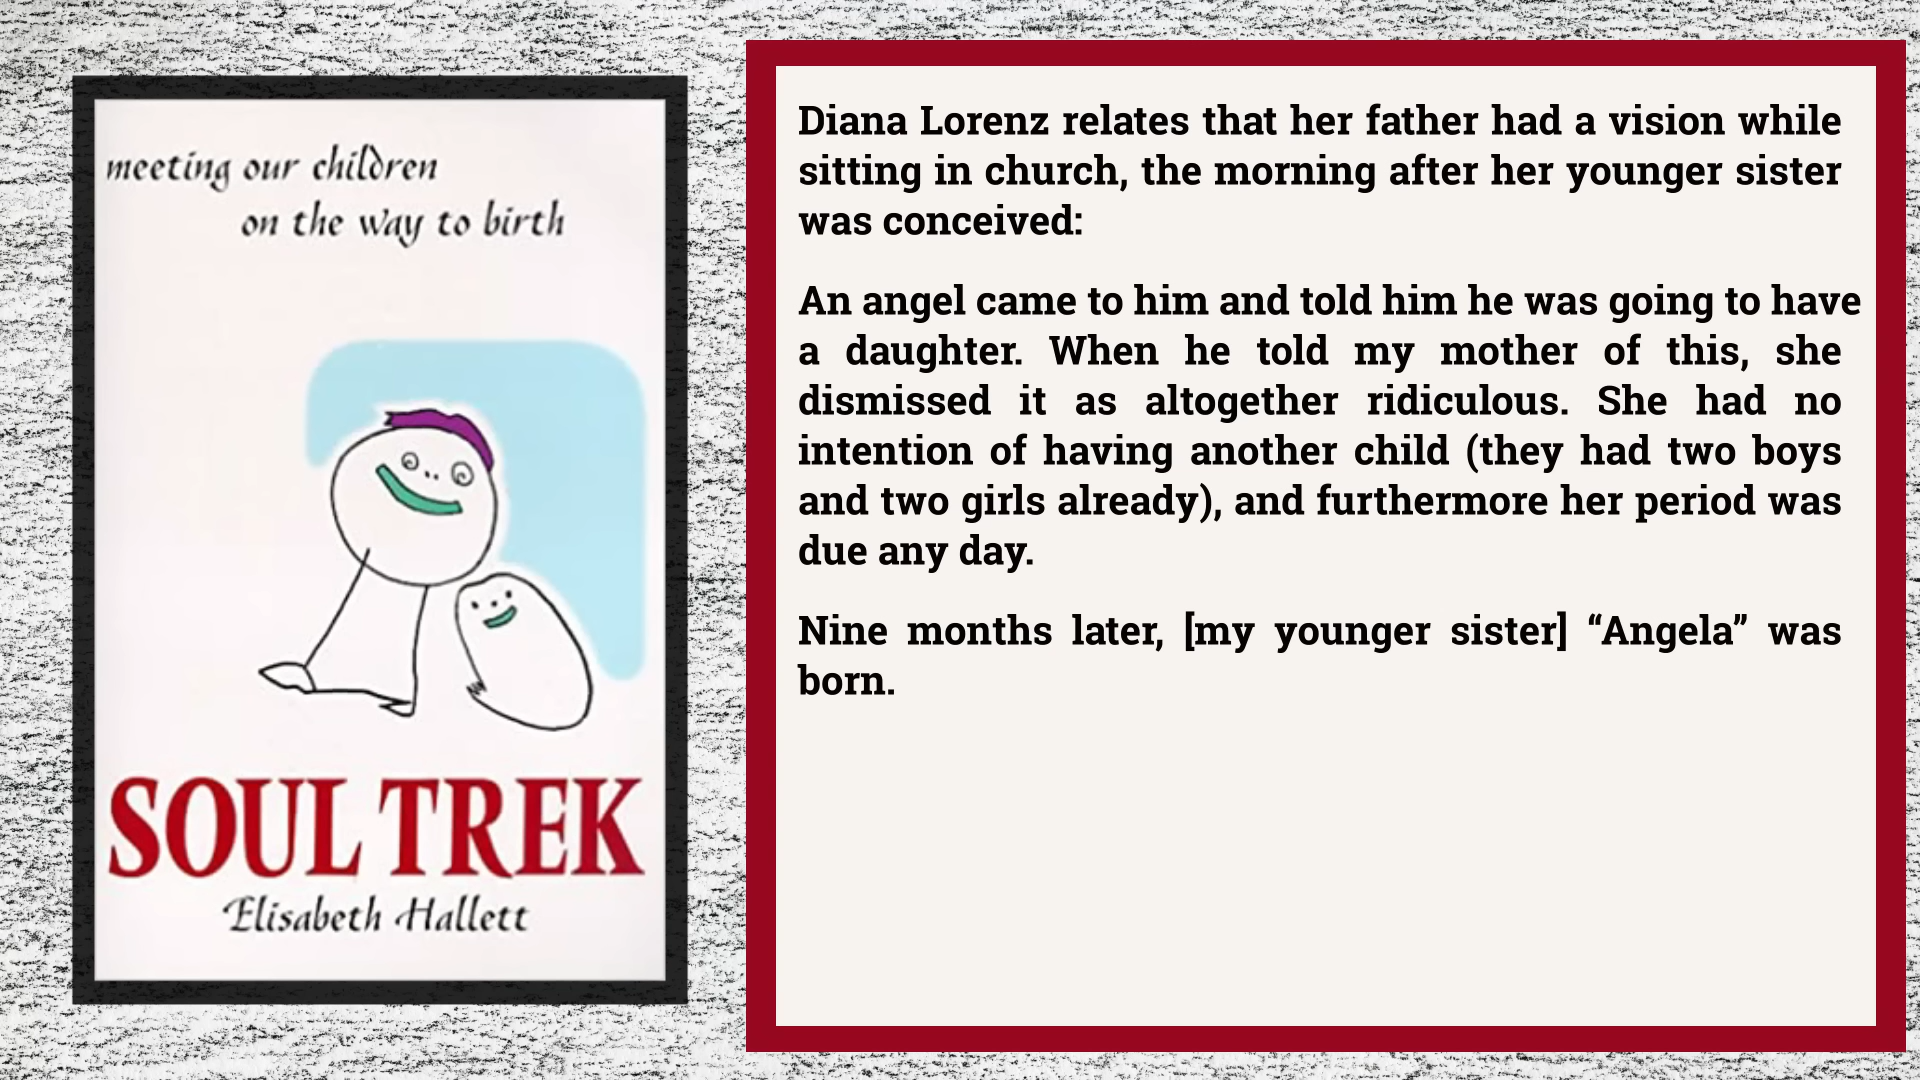 meeting our children
on the way to birth
SOUL TREK
Elisabeth Hallett
Diana Lorenz relates that her father had a vision while
sitting in church, the morning after her younger sister
was conceived:
An angel came to him and told him he was going to have
a daughter. When he told my mother of this, she
dismissed it as altogether ridiculous. She had no
intention of having another child (they had two boys
and two girls already), and furthermore her period was
due any day.
Nine months later, [my younger sister] “Angela” was
born.